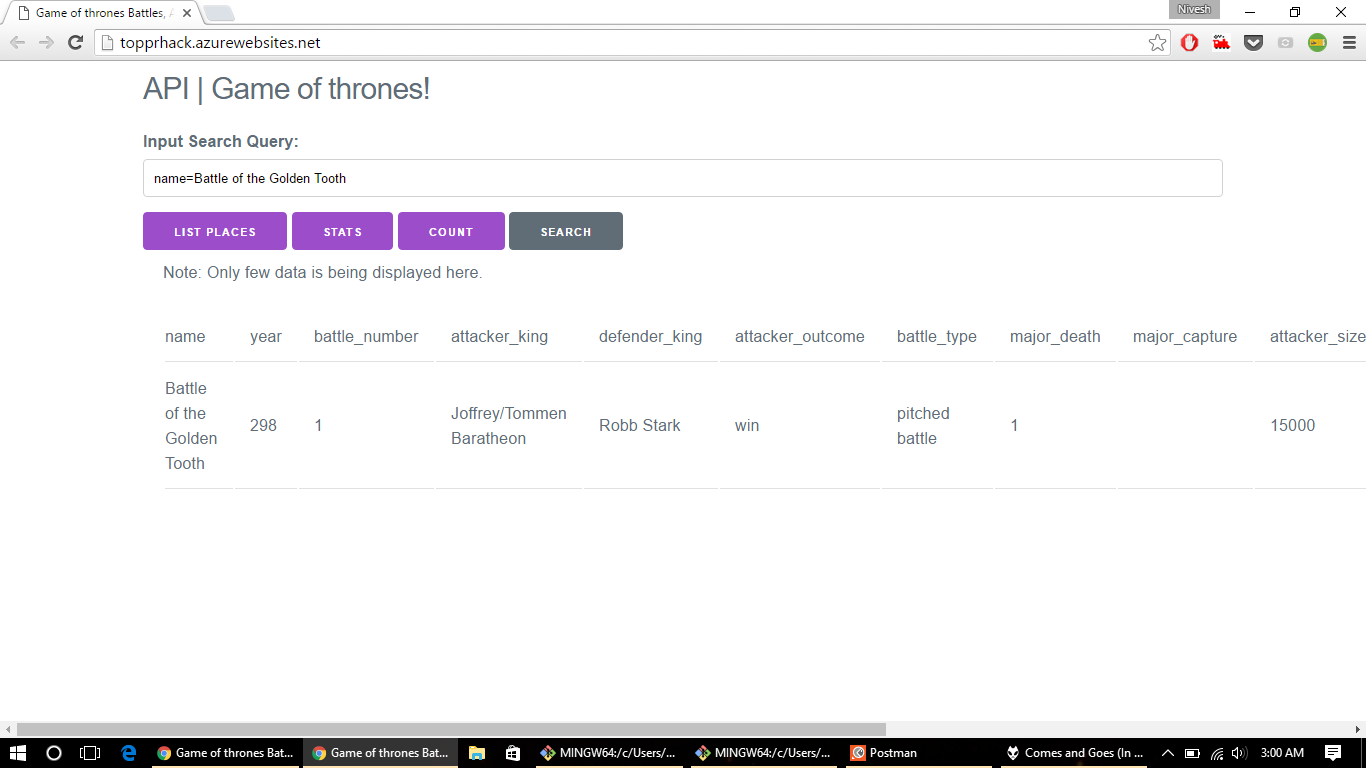 Game of thrones Battles, A
Nivesh
topprhack.azurewebsites.net
API | Game of thrones!
Input Search Query:
name=Battle of the Golden Tooth
LIST PLACES STATS COUNT SEARCH
Note: Only few data is being displayed here.
name year battle_number attacker_king defender_king attacker_outcome battle_type major_death major_capture attacker_size
Battle of the Golden Tooth 298 1 Joffrey/Tommen Baratheon Robb Stark win pitched battle 1 15000
Game of thrones Bat... Game of thrones Bat... MINGW64:/c/Users/... MINGW64:/c/Users/... Postman Comes and Goes (In ... 3:00 AM